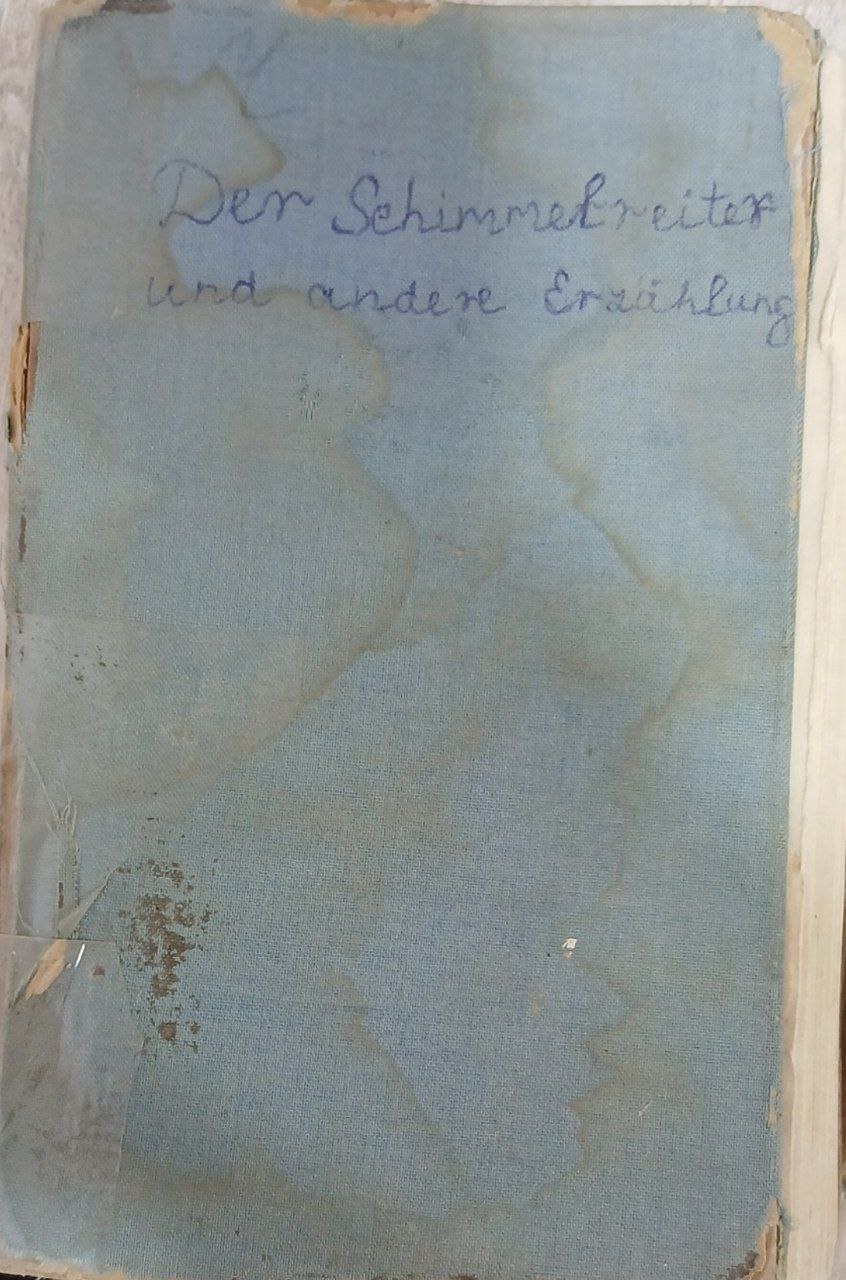 Der Schimmelreiter
und andere Erzählung